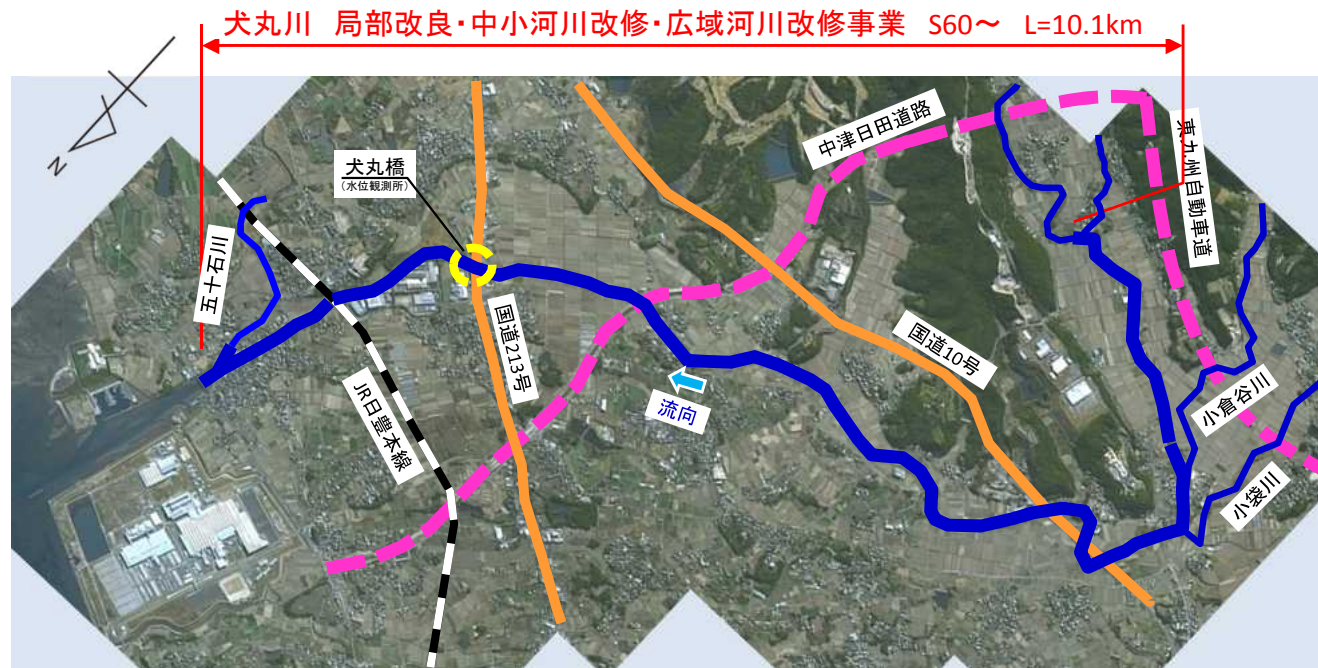 犬丸川　局部改良・中小河川改修・広域河川改修事業　S60～　L=10.1km
N
中津日田道路
東九州自動車道
犬丸橋
（水位観測所）
五十石川
国道213号
国道10号
JR日豊本線
流向
小倉谷川
小袋川